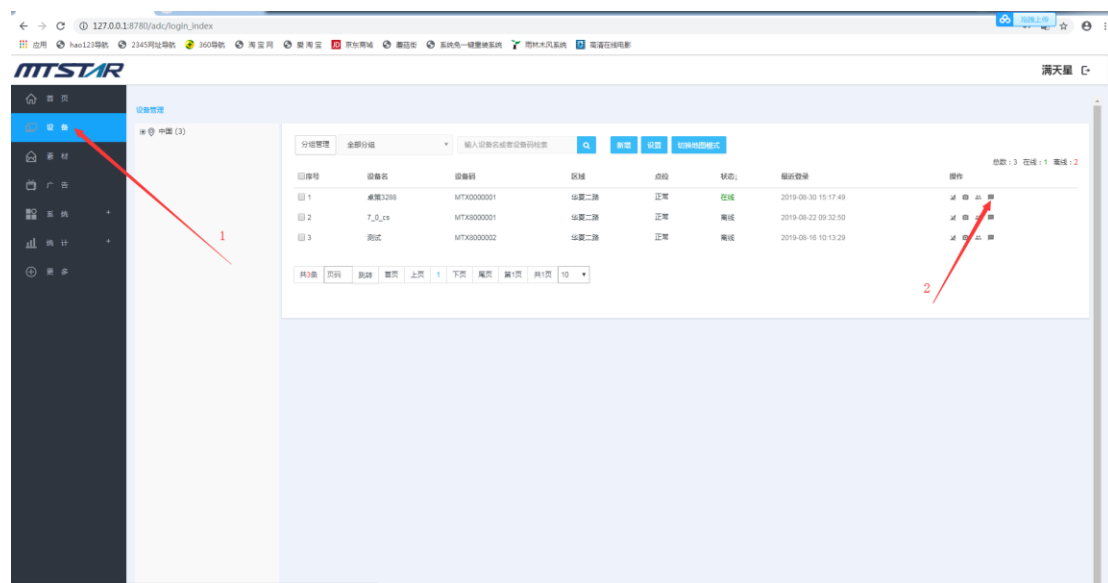 拖拽上传
127.0.0.1:8780/adc/login_index
应用 hao123导航 2345网址导航 360导航 淘宝网 爱淘宝 京东商城 蘑菇街 系统兔一键重装系统 雨林木风系统 高清在线电影
MTSTAR 满天星
首页
设备管理
设备
中国 (3)
分组管理 全部分组 输入设备名或者设备码检索 新增 设置 切换地图模式
素材
总数：3 在线：1 离线：2
序号 设备名 设备码 区域 点位 状态↓ 最近登录 操作
广告
1 桌第3288 MTX0000001 华夏二路 正常 在线 2019-08-30 15:17:49
系统 +
2 7_0_cs MTX8000001 华夏二路 正常 离线 2019-08-22 09:32:50
3 测试 MTX8000002 华夏二路 正常 离线 2019-08-16 10:13:29
1
统计 +
更多
共3条 页码 跳转 首页 上页 1 下页 尾页 第1页 共1页 10
2